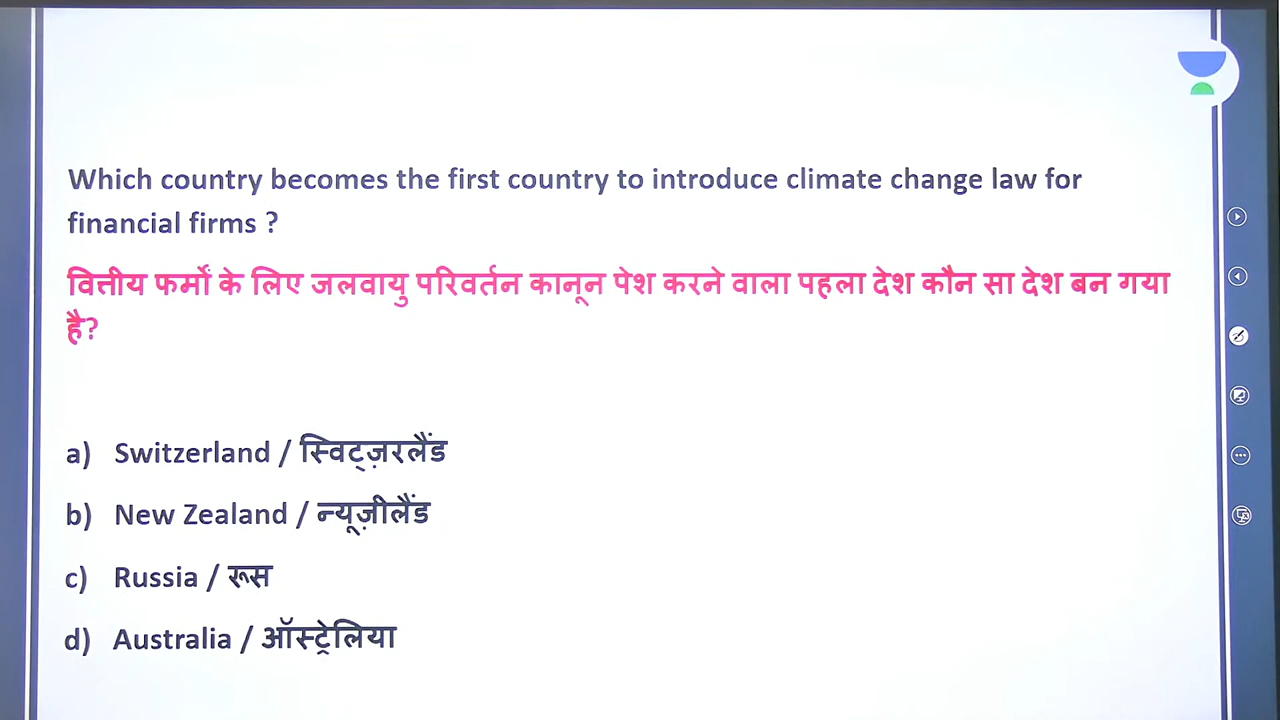 Which country becomes the first country to introduce climate change law for
financial firms ?
वित्तीय फर्मों के लिए जलवायु परिवर्तन कानून पेश करने वाला पहला देश कौन सा देश बन गया
है?
a) Switzerland / स्विट्ज़रलैंड
b) New Zealand / न्यूज़ीलैंड
c) Russia / रूस
d) Australia / ऑस्ट्रेलिया